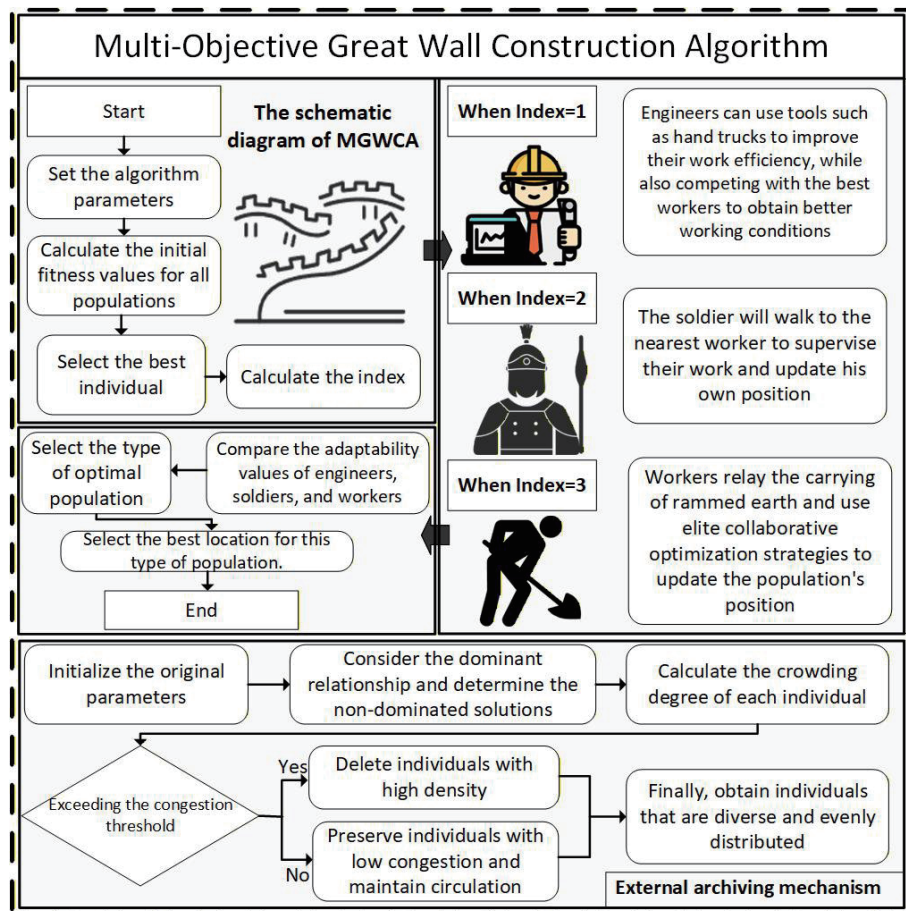 Multi-Objective Great Wall Construction Algorithm
Start
The schematic
diagram of MGWCA
Set the algorithm
parameters
Calculate the initial
fitness values for all
populations
Select the best
individual
Calculate the index
When Index=1
Engineers can use tools such
as hand trucks to improve
their work efficiency, while
also competing with the best
workers to obtain better
working conditions
When Index=2
The soldier will walk to the
nearest worker to supervise
their work and update his
own position
When Index=3
Workers relay the carrying
of rammed earth and use
elite collaborative
optimization strategies to
update the population's
position
Compare the adaptability
values of engineers,
soldiers, and workers
Select the type
of optimal
population
Select the best location for this
type of population.
End
Initialize the original
parameters
Consider the dominant
relationship and determine the
non-dominated solutions
Calculate the crowding
degree of each individual
Exceeding the congestion
threshold
Yes
Delete individuals with
high density
No
Preserve individuals with
low congestion and
maintain circulation
Finally, obtain individuals
that are diverse and evenly
distributed
External archiving mechanism